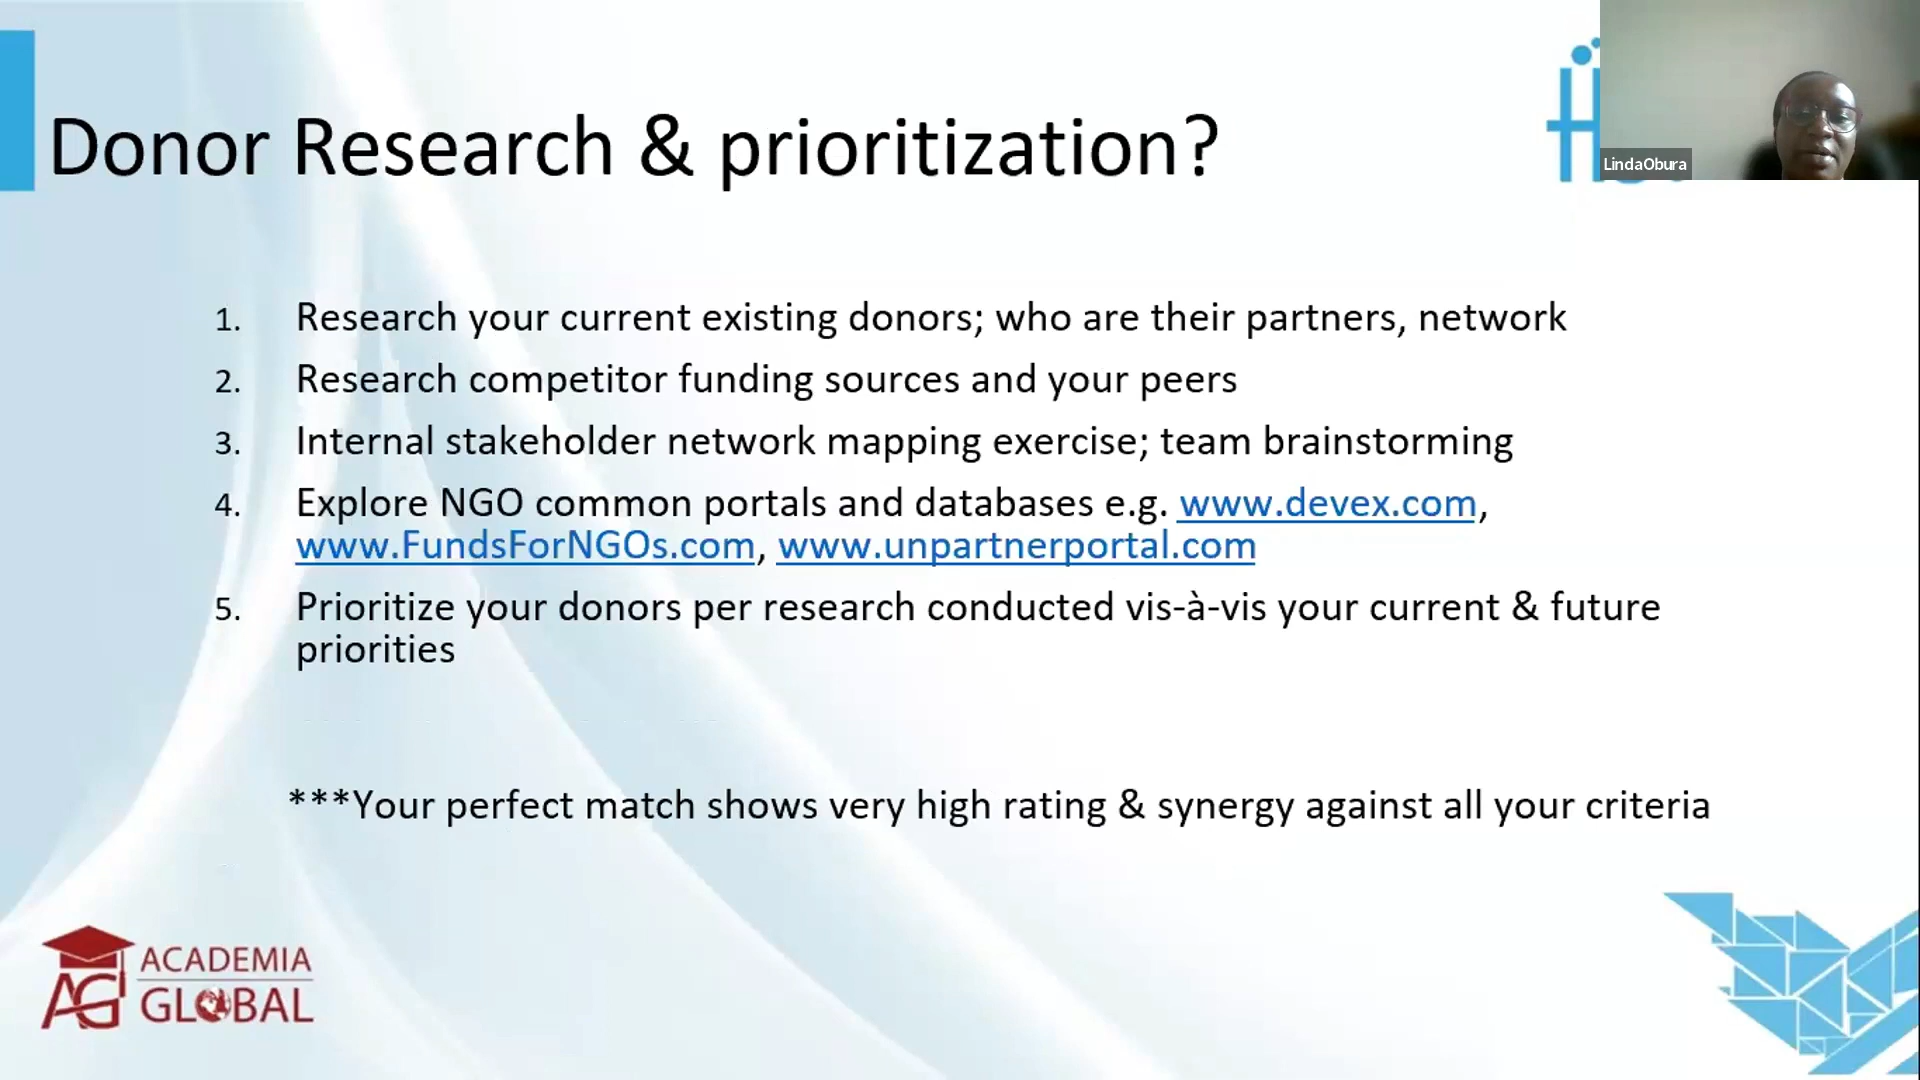 Donor Research & prioritization?
LindaObura
1. Research your current existing donors; who are their partners, network
2. Research competitor funding sources and your peers
3. Internal stakeholder network mapping exercise; team brainstorming
4. Explore NGO common portals and databases e.g. www.devex.com,
www.FundsForNGOs.com, www.unpartnerportal.com
5. Prioritize your donors per research conducted vis-à-vis your current & future
priorities
***Your perfect match shows very high rating & synergy against all your criteria
AG ACADEMIA
GLOBAL